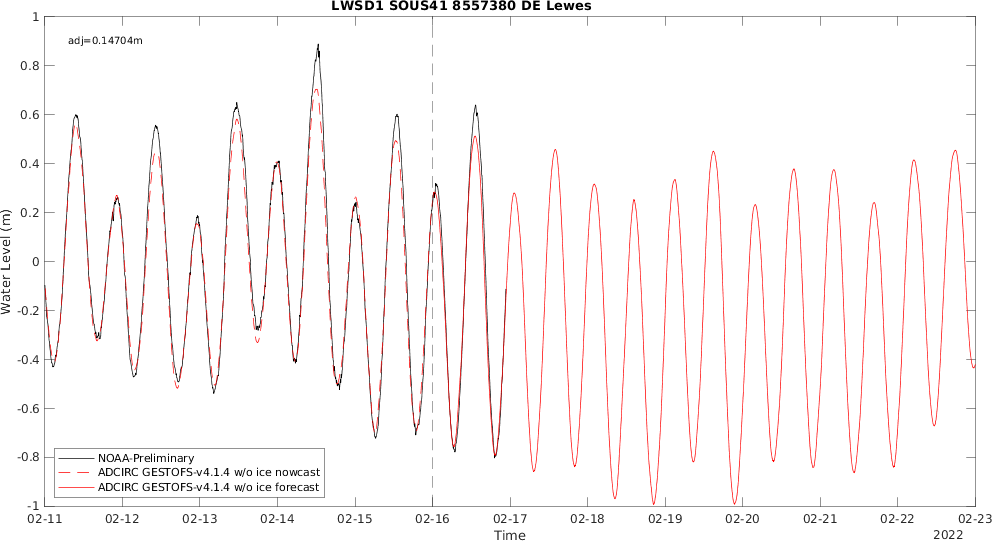 LWSD1 SOUS41 8557380 DE Lewes
adj=0.14704m
1
0.8
0.6
0.4
0.2
0
-0.2
-0.4
-0.6
-0.8
-1
Water Level (m)
NOAA-Preliminary
ADCIRC GESTOFS-v4.1.4 w/o ice nowcast
ADCIRC GESTOFS-v4.1.4 w/o ice forecast
02-11 02-12 02-13 02-14 02-15 02-16 02-17 02-18 02-19 02-20 02-21 02-22 02-23
Time
2022